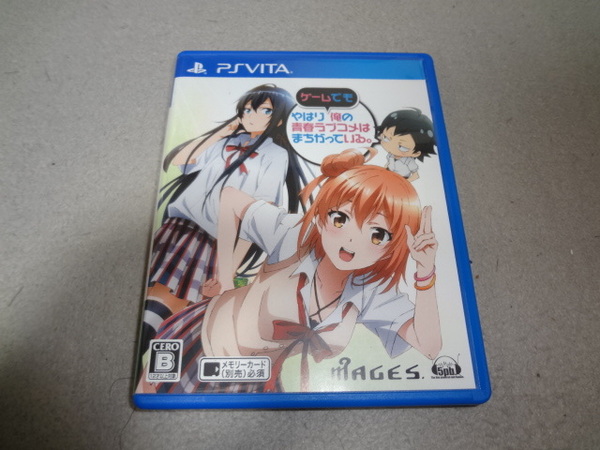 PSVITA
ゲームでも
やはり俺の
青春ラブコメは
まちがっている。
CERO
B
メモリーカード
(別売)必須
MAGES.
5pb.